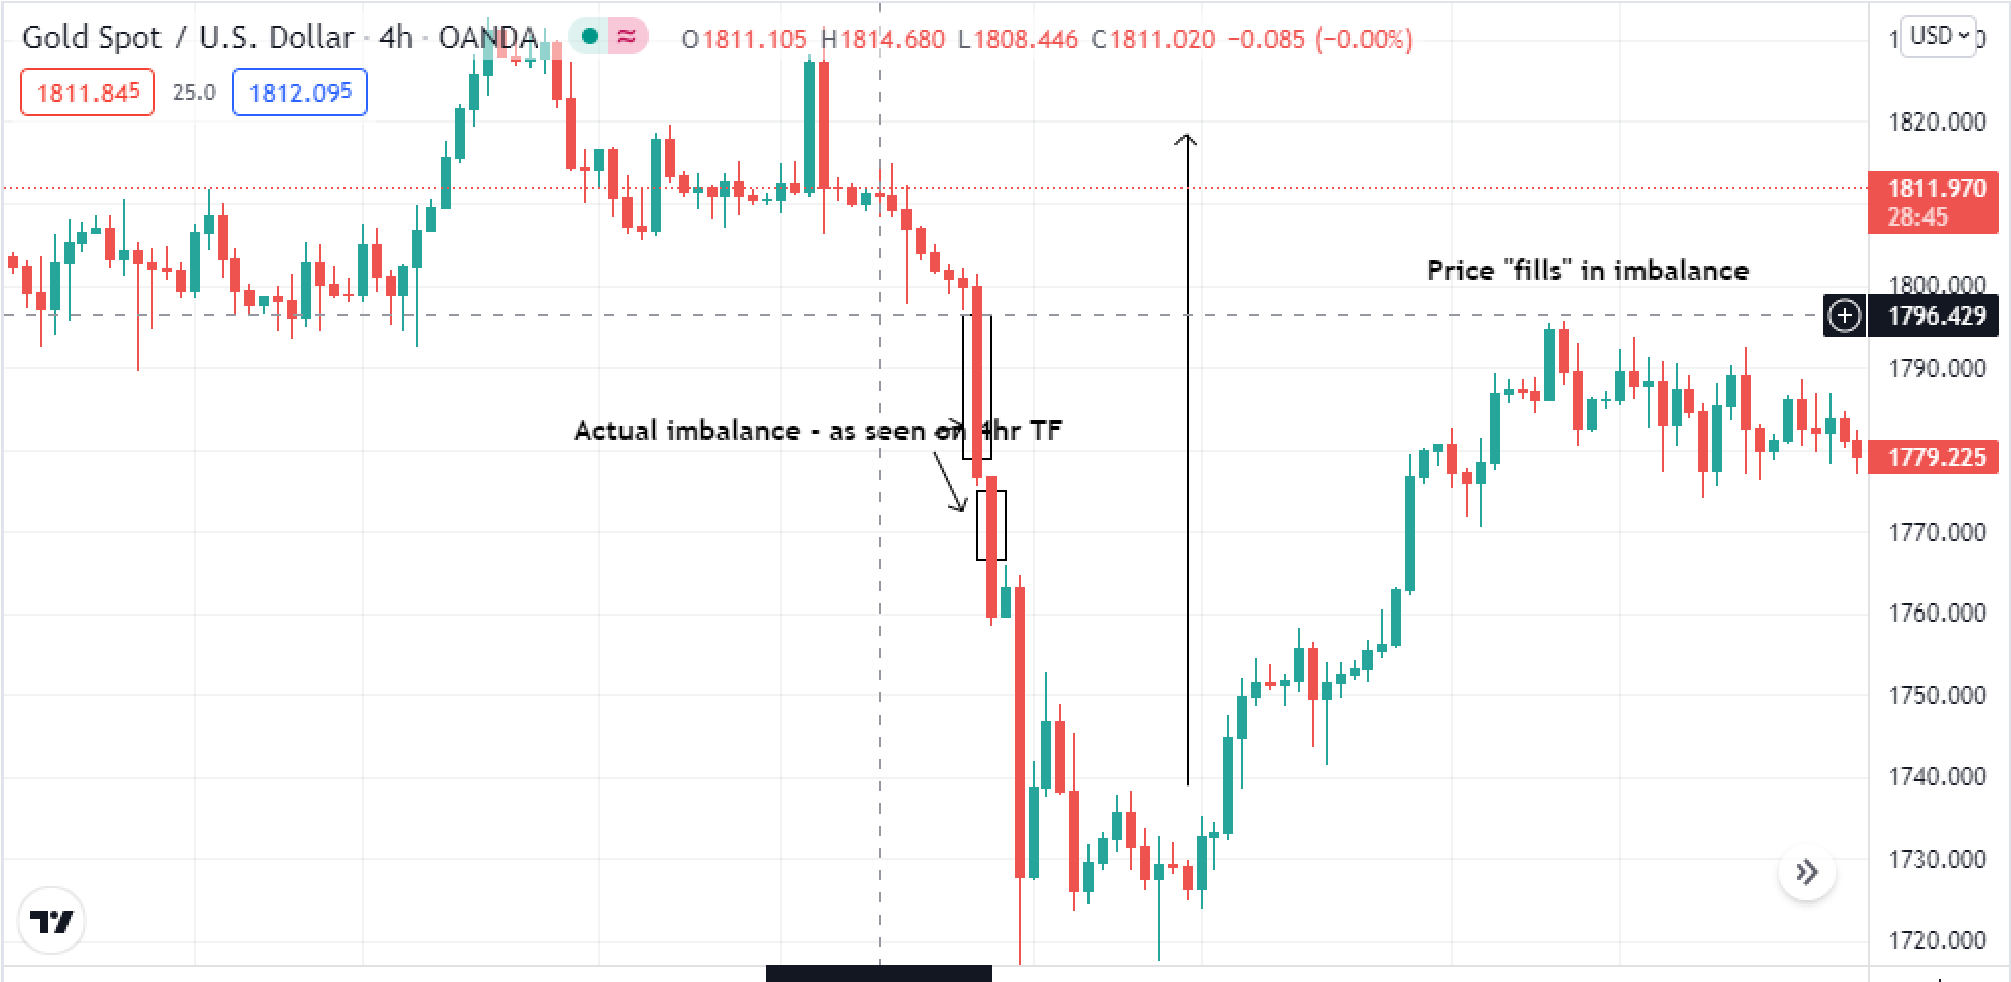 Gold Spot / U.S. Dollar · 4h · OANDA
O1811.105 H1814.680 L1808.446 C1811.020 −0.085 (−0.00%)
USD
1811.845 25.0 1812.095
1820.000
1811.970
28:45
Price "fills" in imbalance
1800.000
1796.429
1790.000
Actual imbalance - as seen on 4hr TF
1779.225
1770.000
1760.000
1750.000
1740.000
1730.000
1720.000